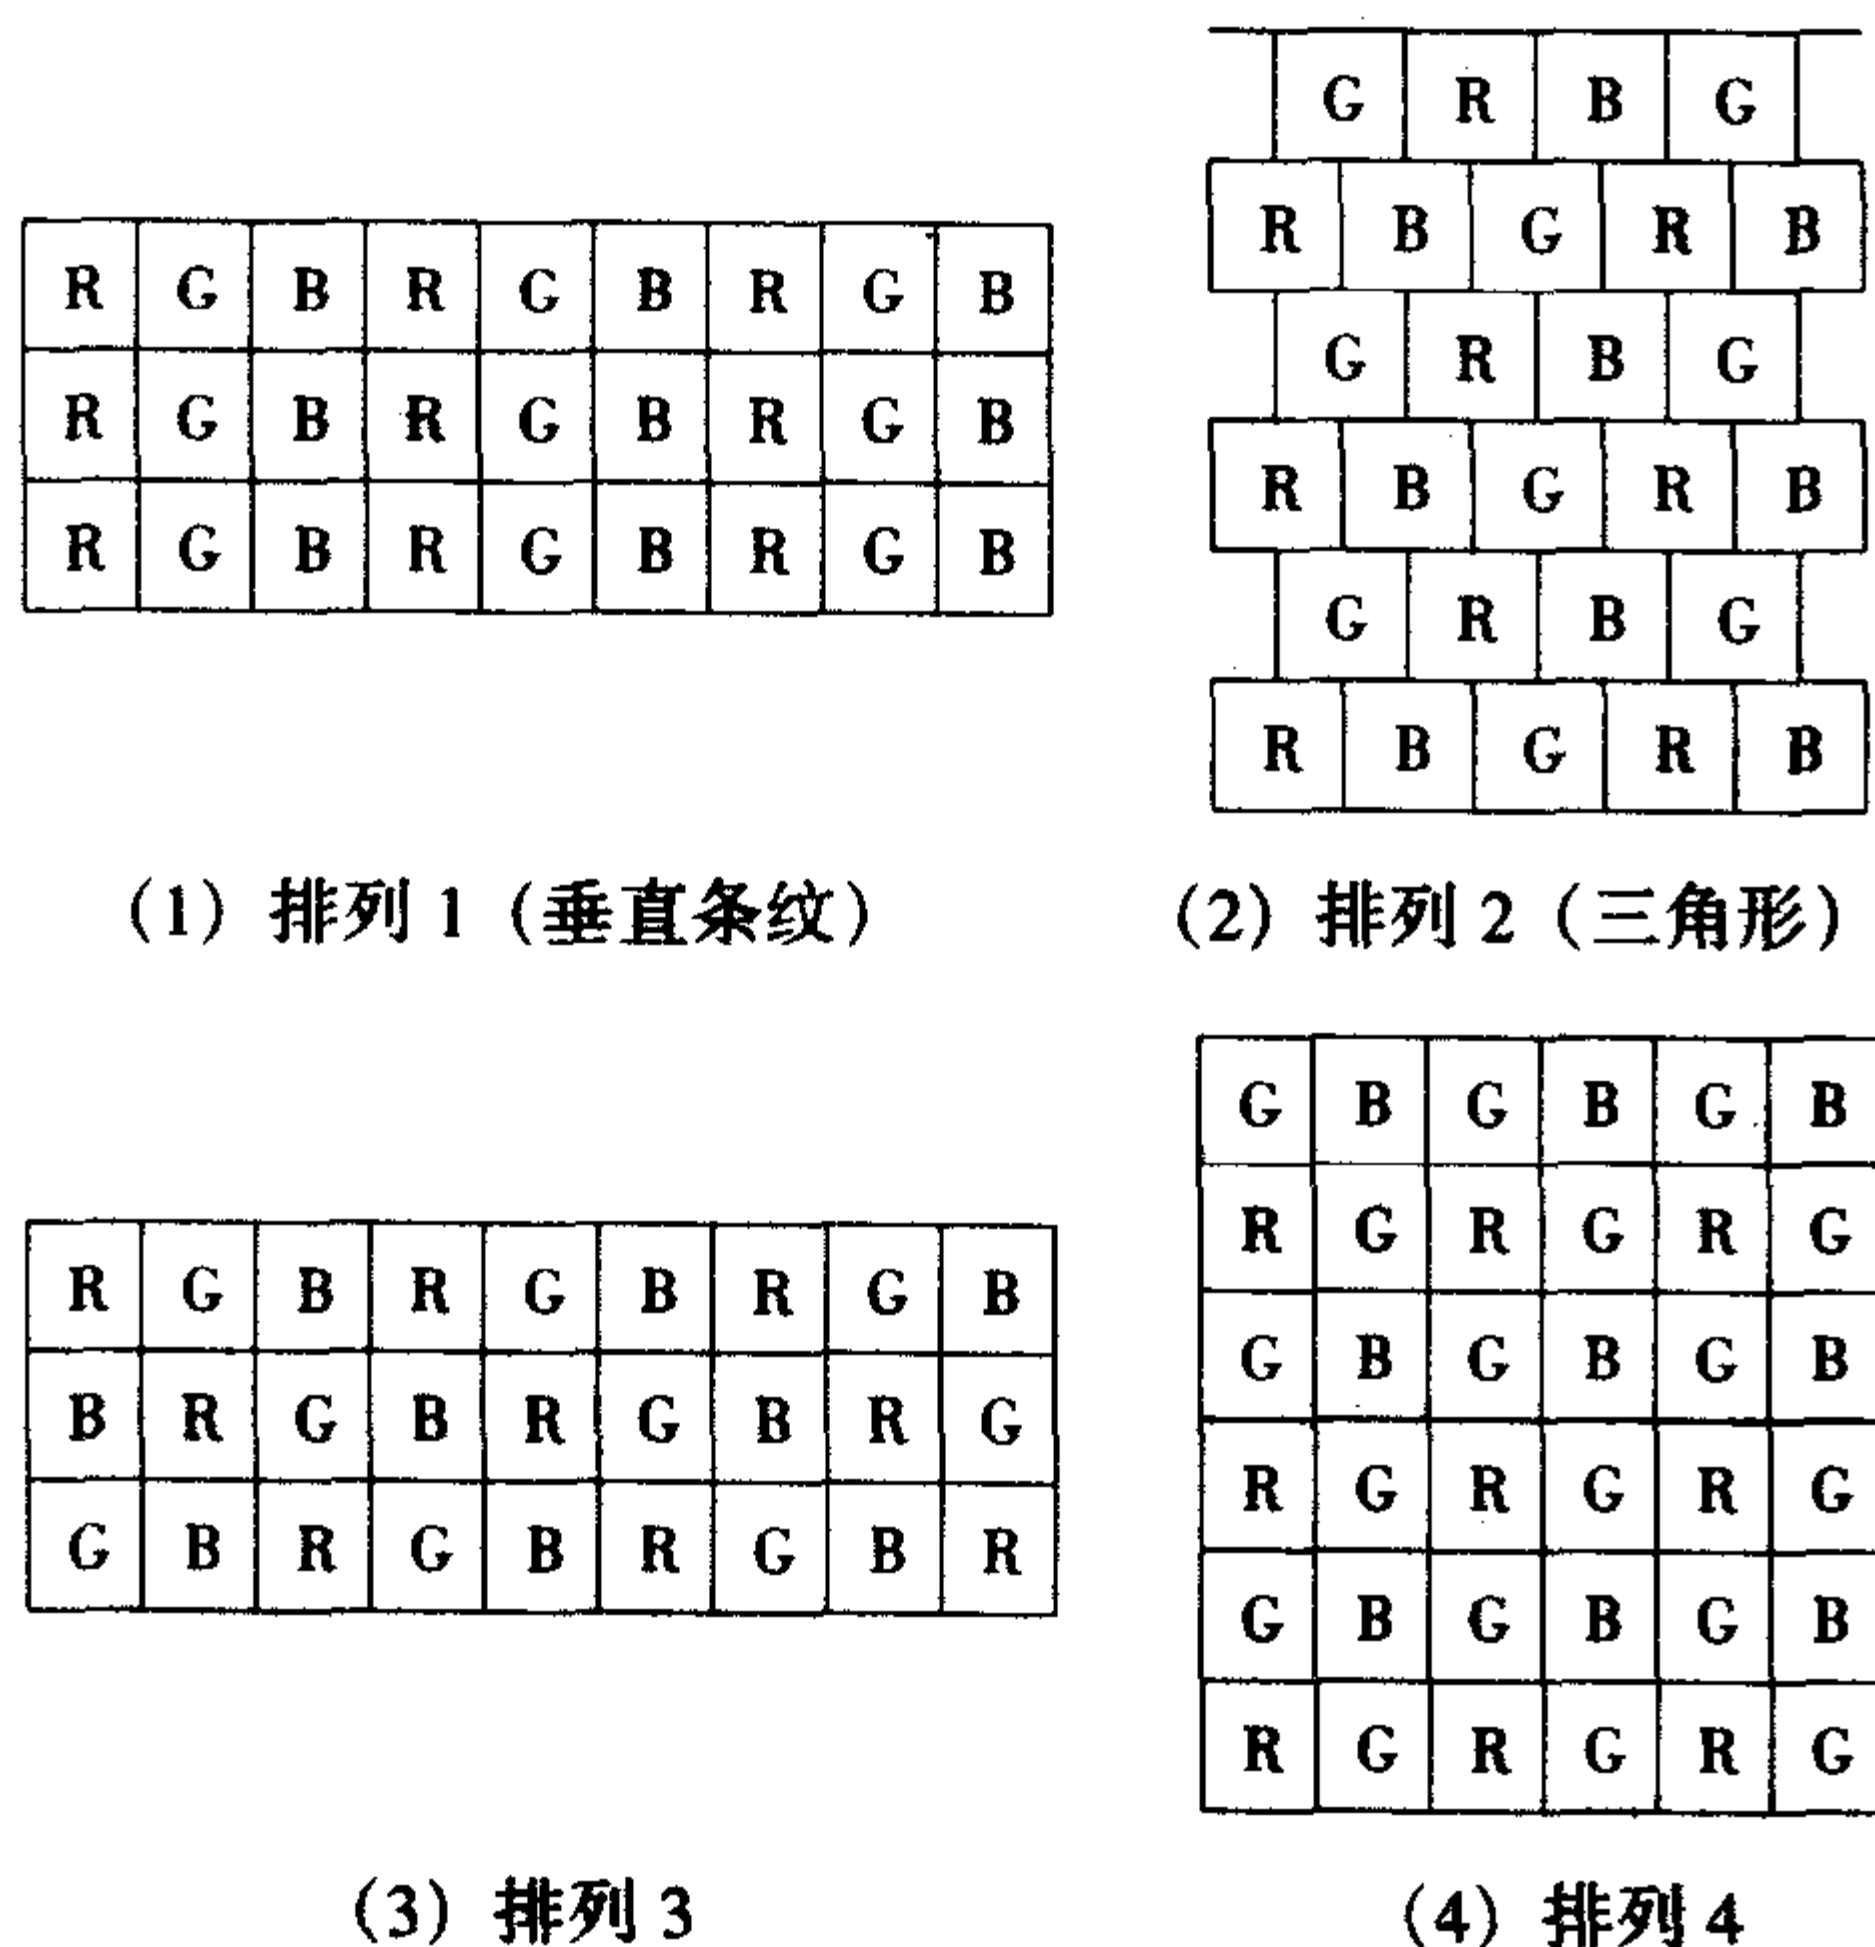 R G B R G B R G B
R G B R G B R G B
R G B R G B R G B
(1) 排列 1 (垂直条纹)
G R B G
R B G R B
G R B G
R B G R B
G R B G
R B G R B
(2) 排列 2 (三角形)
R G B R G B R G B
B R G B R G B R G
G B R G B R G B R
(3) 排列 3
G B G B G B
R G R G R G
G B G B G B
R G R G R G
G B G B G B
R G R G R G
(4) 排列 4